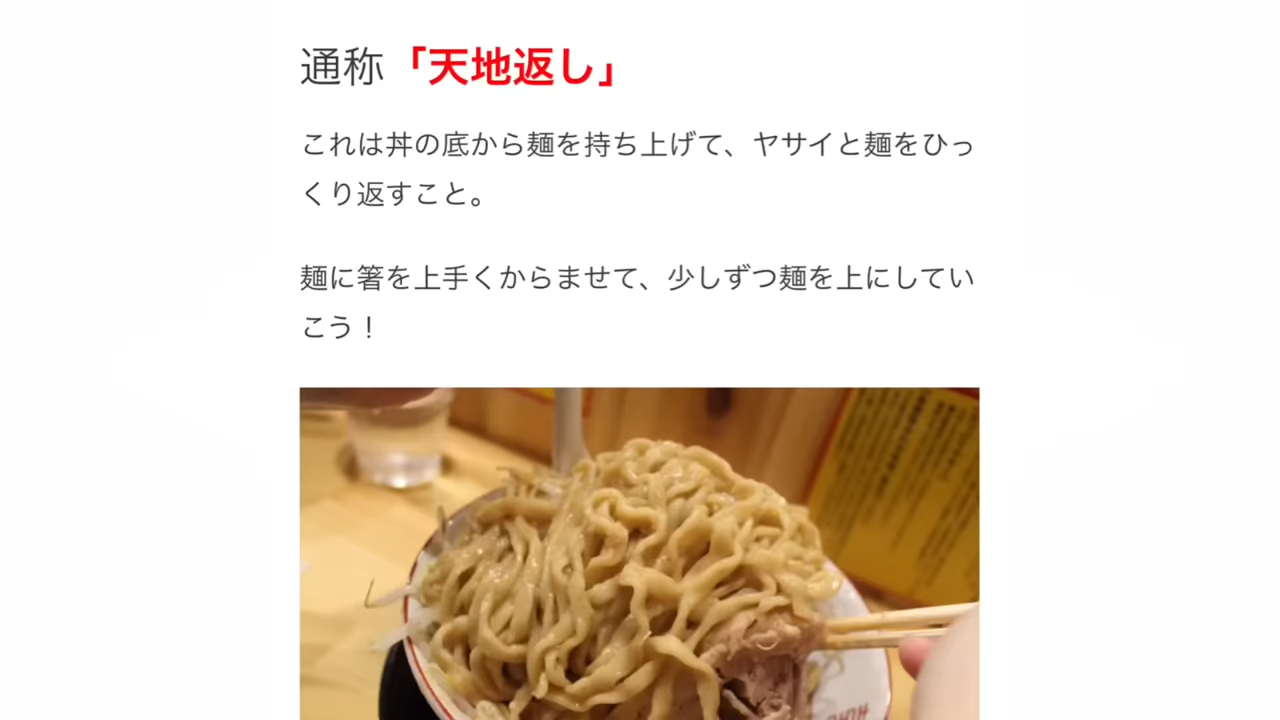 通称「天地返し」
これは丼の底から麺を持ち上げて、ヤサイと麺をひっ
くり返すこと。
麺に箸を上手くからませて、少しずつ麺を上にしてい
こう！